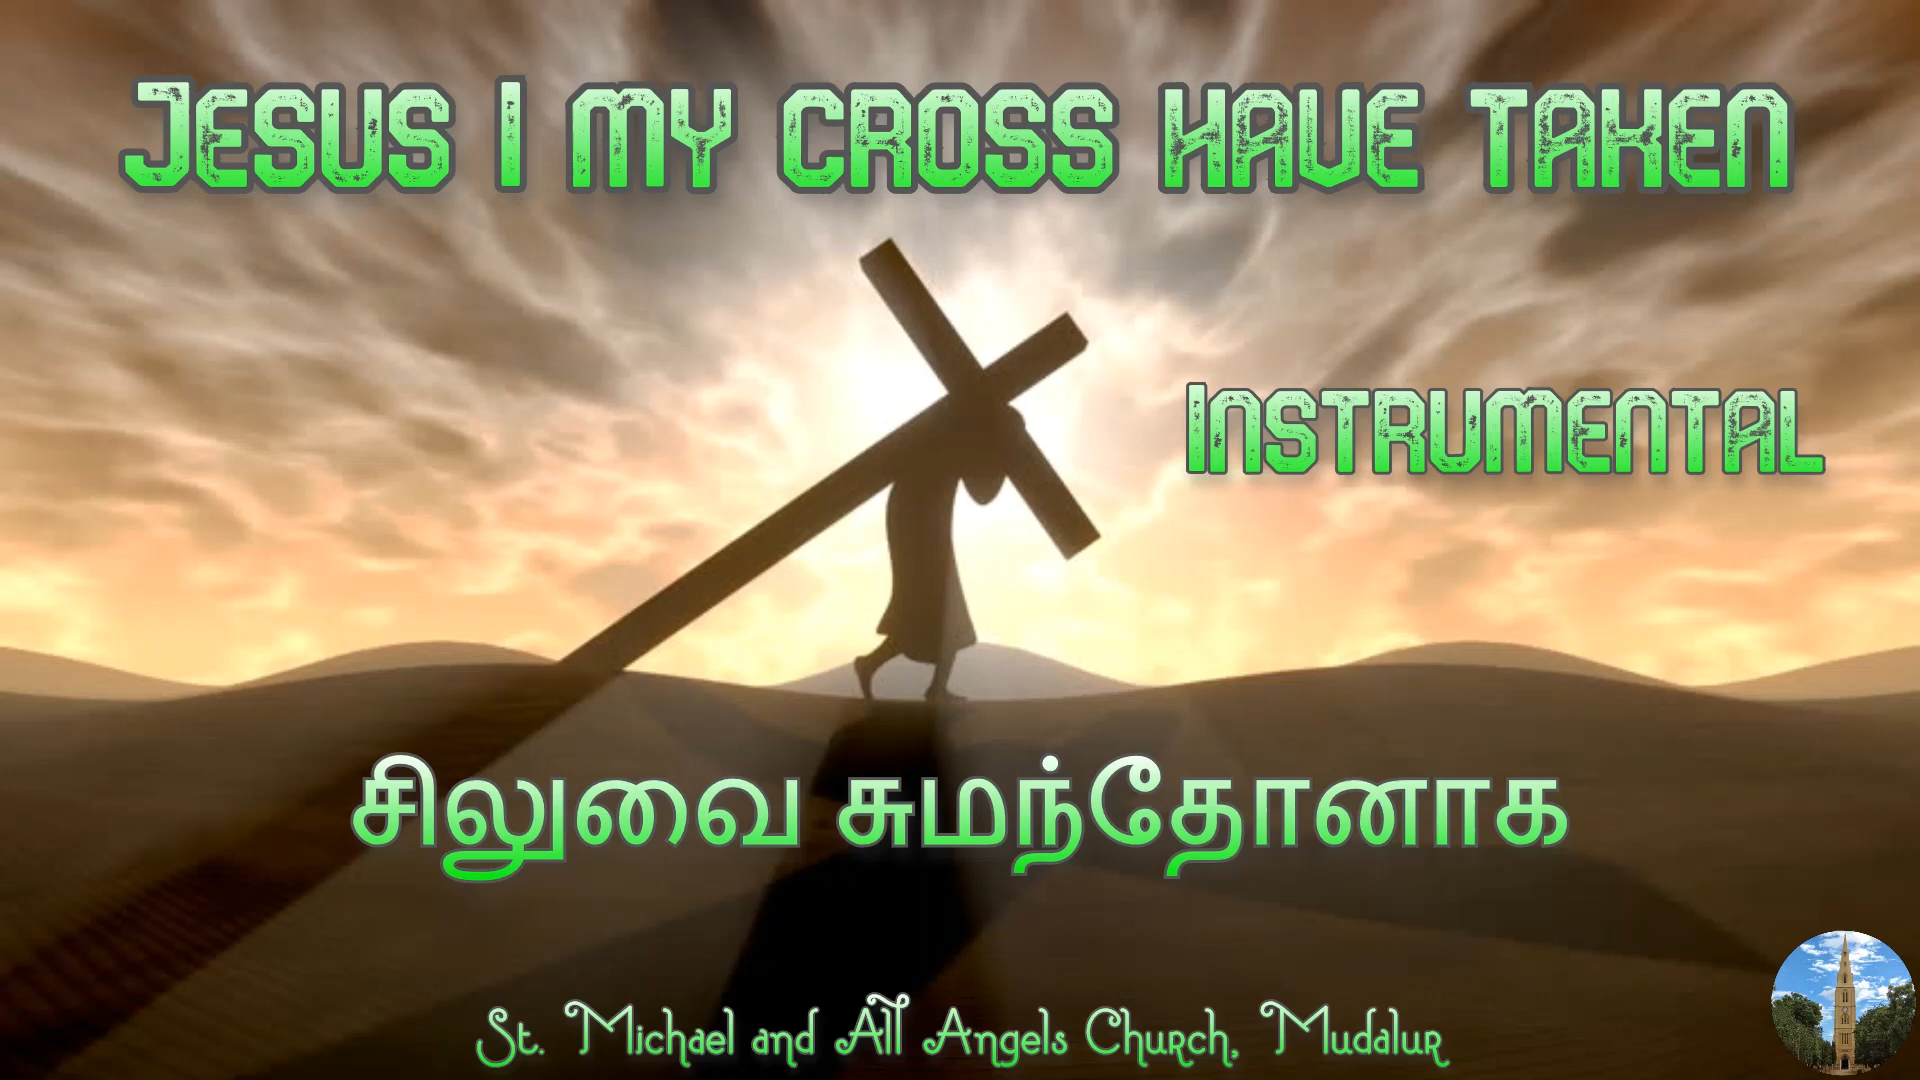 Jesus I my cross have taken
Instrumental
சிலுவை சுமந்தோனாக
St. Michael and All Angels Church, Mudalur